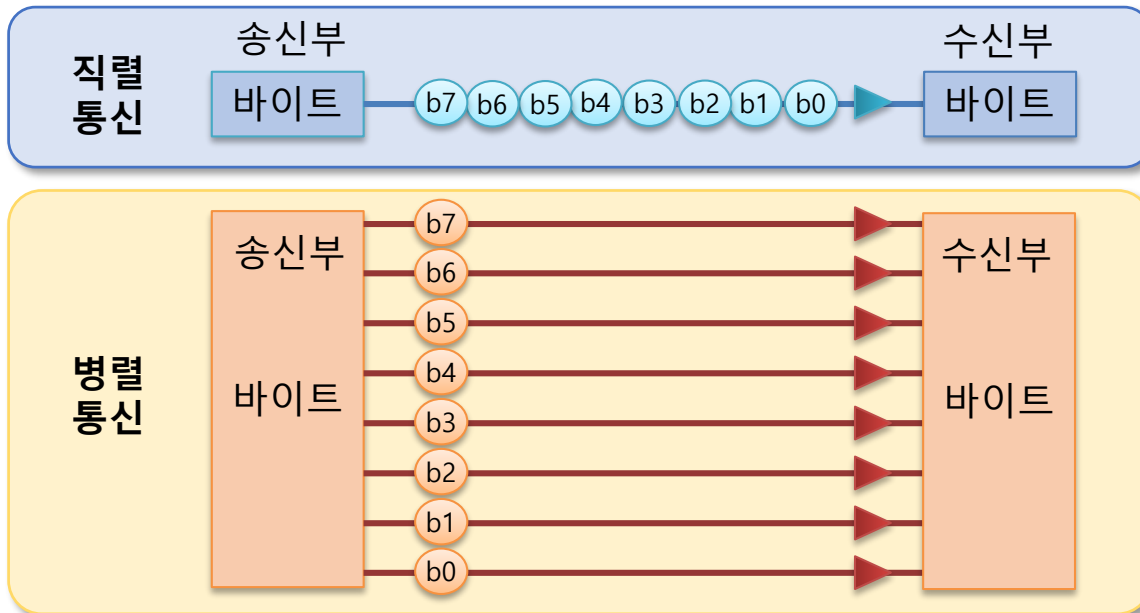 직렬
통신
송신부
바이트
b7 b6 b5 b4 b3 b2 b1 b0
수신부
바이트
병렬
통신
송신부
바이트
b7
b6
b5
b4
b3
b2
b1
b0
수신부
바이트